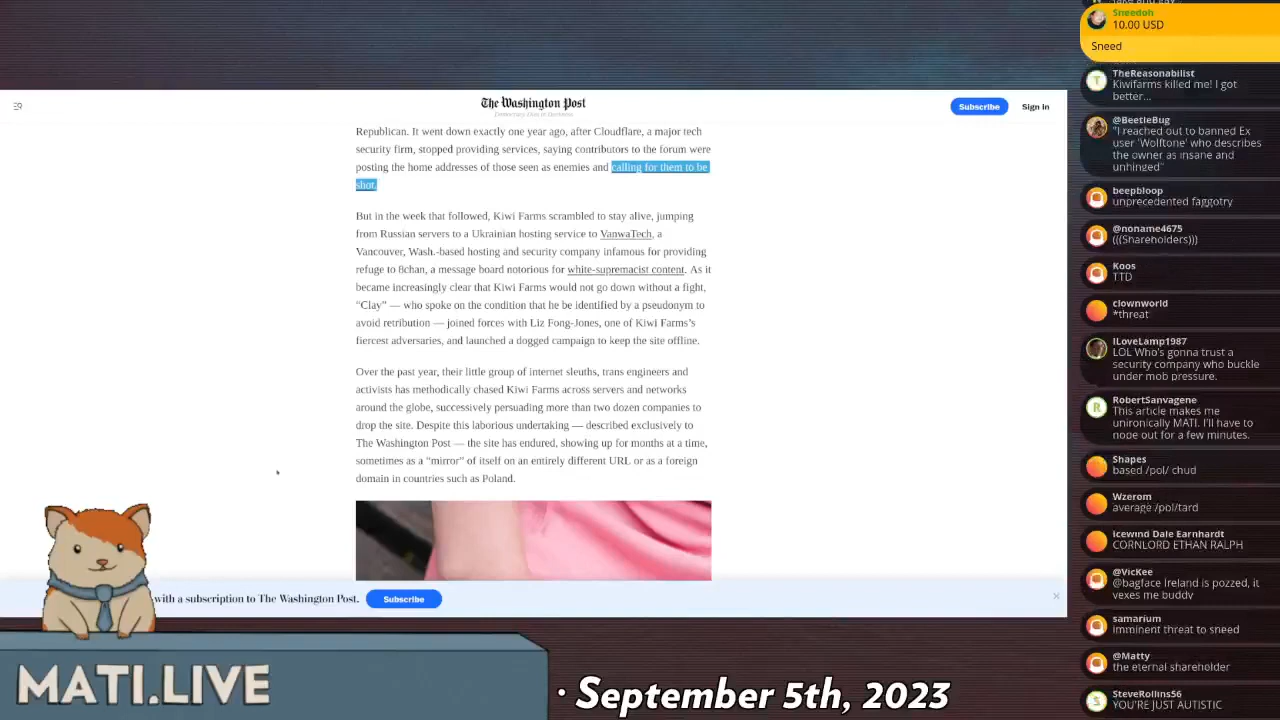 The Washington Post
Democracy Dies in Darkness
Subscribe
Sign in
Republican. It went down exactly one year ago, after Cloudflare, a major tech
security firm, stopped providing services, saying contributors to the forum were
posting the home addresses of those seen as enemies and calling for them to be
shot.
But in the week that followed, Kiwi Farms scrambled to stay alive, jumping
from Russian servers to a Ukrainian hosting service to VanwaTech, a
Vancouver, Wash.-based hosting and security company infamous for providing
refuge to 8chan, a message board notorious for white-supremacist content. As it
became increasingly clear that Kiwi Farms would not go down without a fight,
“Clay” — who spoke on the condition that he be identified by a pseudonym to
avoid retribution — joined forces with Liz Fong-Jones, one of Kiwi Farms’s
fiercest adversaries, and launched a dogged campaign to keep the site offline.
Over the past year, their little group of internet sleuths, trans engineers and
activists has methodically chased Kiwi Farms across servers and networks
around the globe, successively persuading more than two dozen companies to
drop the site. Despite this laborious undertaking — described exclusively to
The Washington Post — the site has endured, showing up for months at a time,
sometimes as a “mirror” of itself on an entirely different URL or as a foreign
domain in countries such as Poland.
with a subscription to The Washington Post.
Subscribe
MATI.LIVE
· September 5th, 2023
Sneedoh
10.00 USD
Sneed
TheReasonabilist
Kiwifarms killed me! I got
better...
@BeetleBug
"I reached out to banned Ex
user 'Wolftone' who describes
the owner as insane and
unhinged"
beepbloop
unprecedented faggotry
@noname4675
(((Shareholders)))
Koos
TTD
clownworld
*threat
ILoveLamp1987
LOL Who's gonna trust a
security company who buckle
under mob pressure.
RobertSanvagene
This article makes me
unironically MATI. I'll have to
nope out for a few minutes.
Shapes
based /pol/ chud
Wzerom
average /pol/tard
Icewind Dale Earnhardt
CORNLORD ETHAN RALPH
@VicKee
@bagface Ireland is pozzed, it
vexes me buddy
samarium
imminent threat to sneed
@Matty
the eternal shareholder
SteveRollins56
YOU'RE JUST AUTISTIC